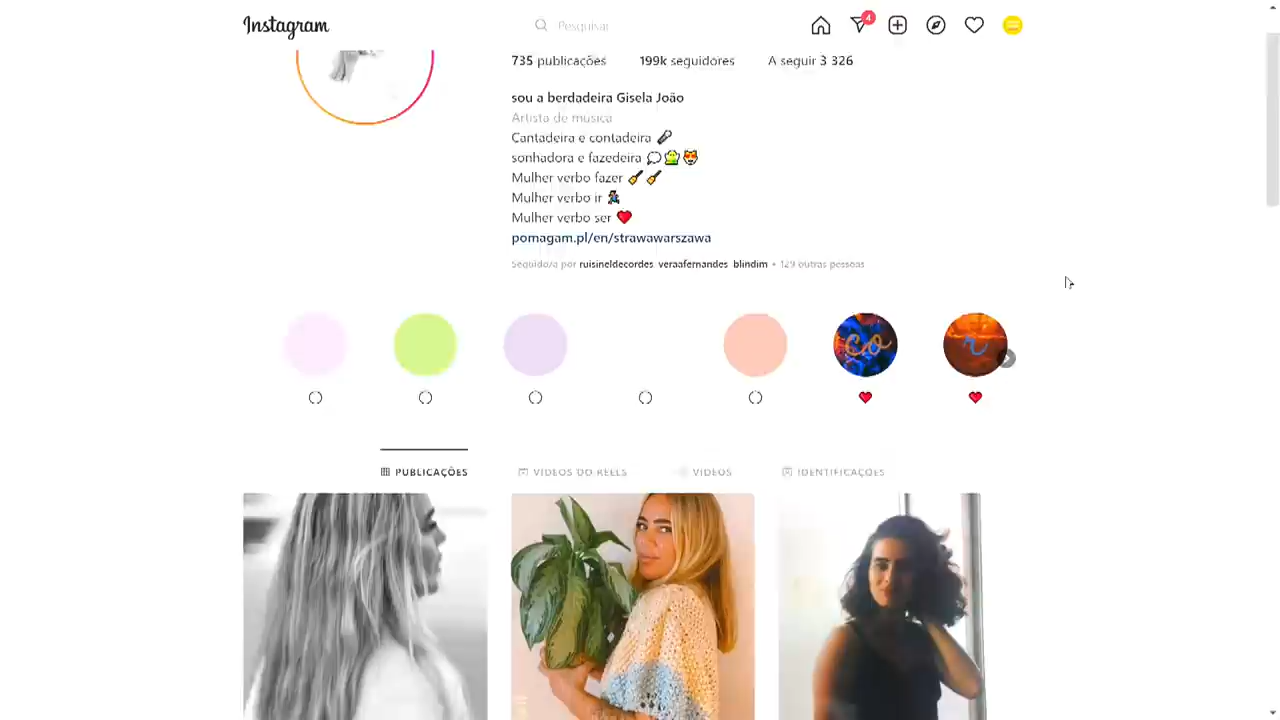 Instagram
Pesquisar
4
735 publicações 199k seguidores A seguir 3 326
sou a berdadeira Gisela João
Artista de música
Cantadeira e contadeira 🎤
sonhadora e fazedeira 💭🐸😻
Mulher verbo fazer 🧹🧹
Mulher verbo ir
Mulher verbo ser ❤️
pomagam.pl/en/strawawarszawa
Seguido/a por ruisineldecordes veraafernandes blindim • 129 outras pessoas
co
r
PUBLICAÇÕES VÍDEOS DO REELS VÍDEOS IDENTIFICAÇÕES